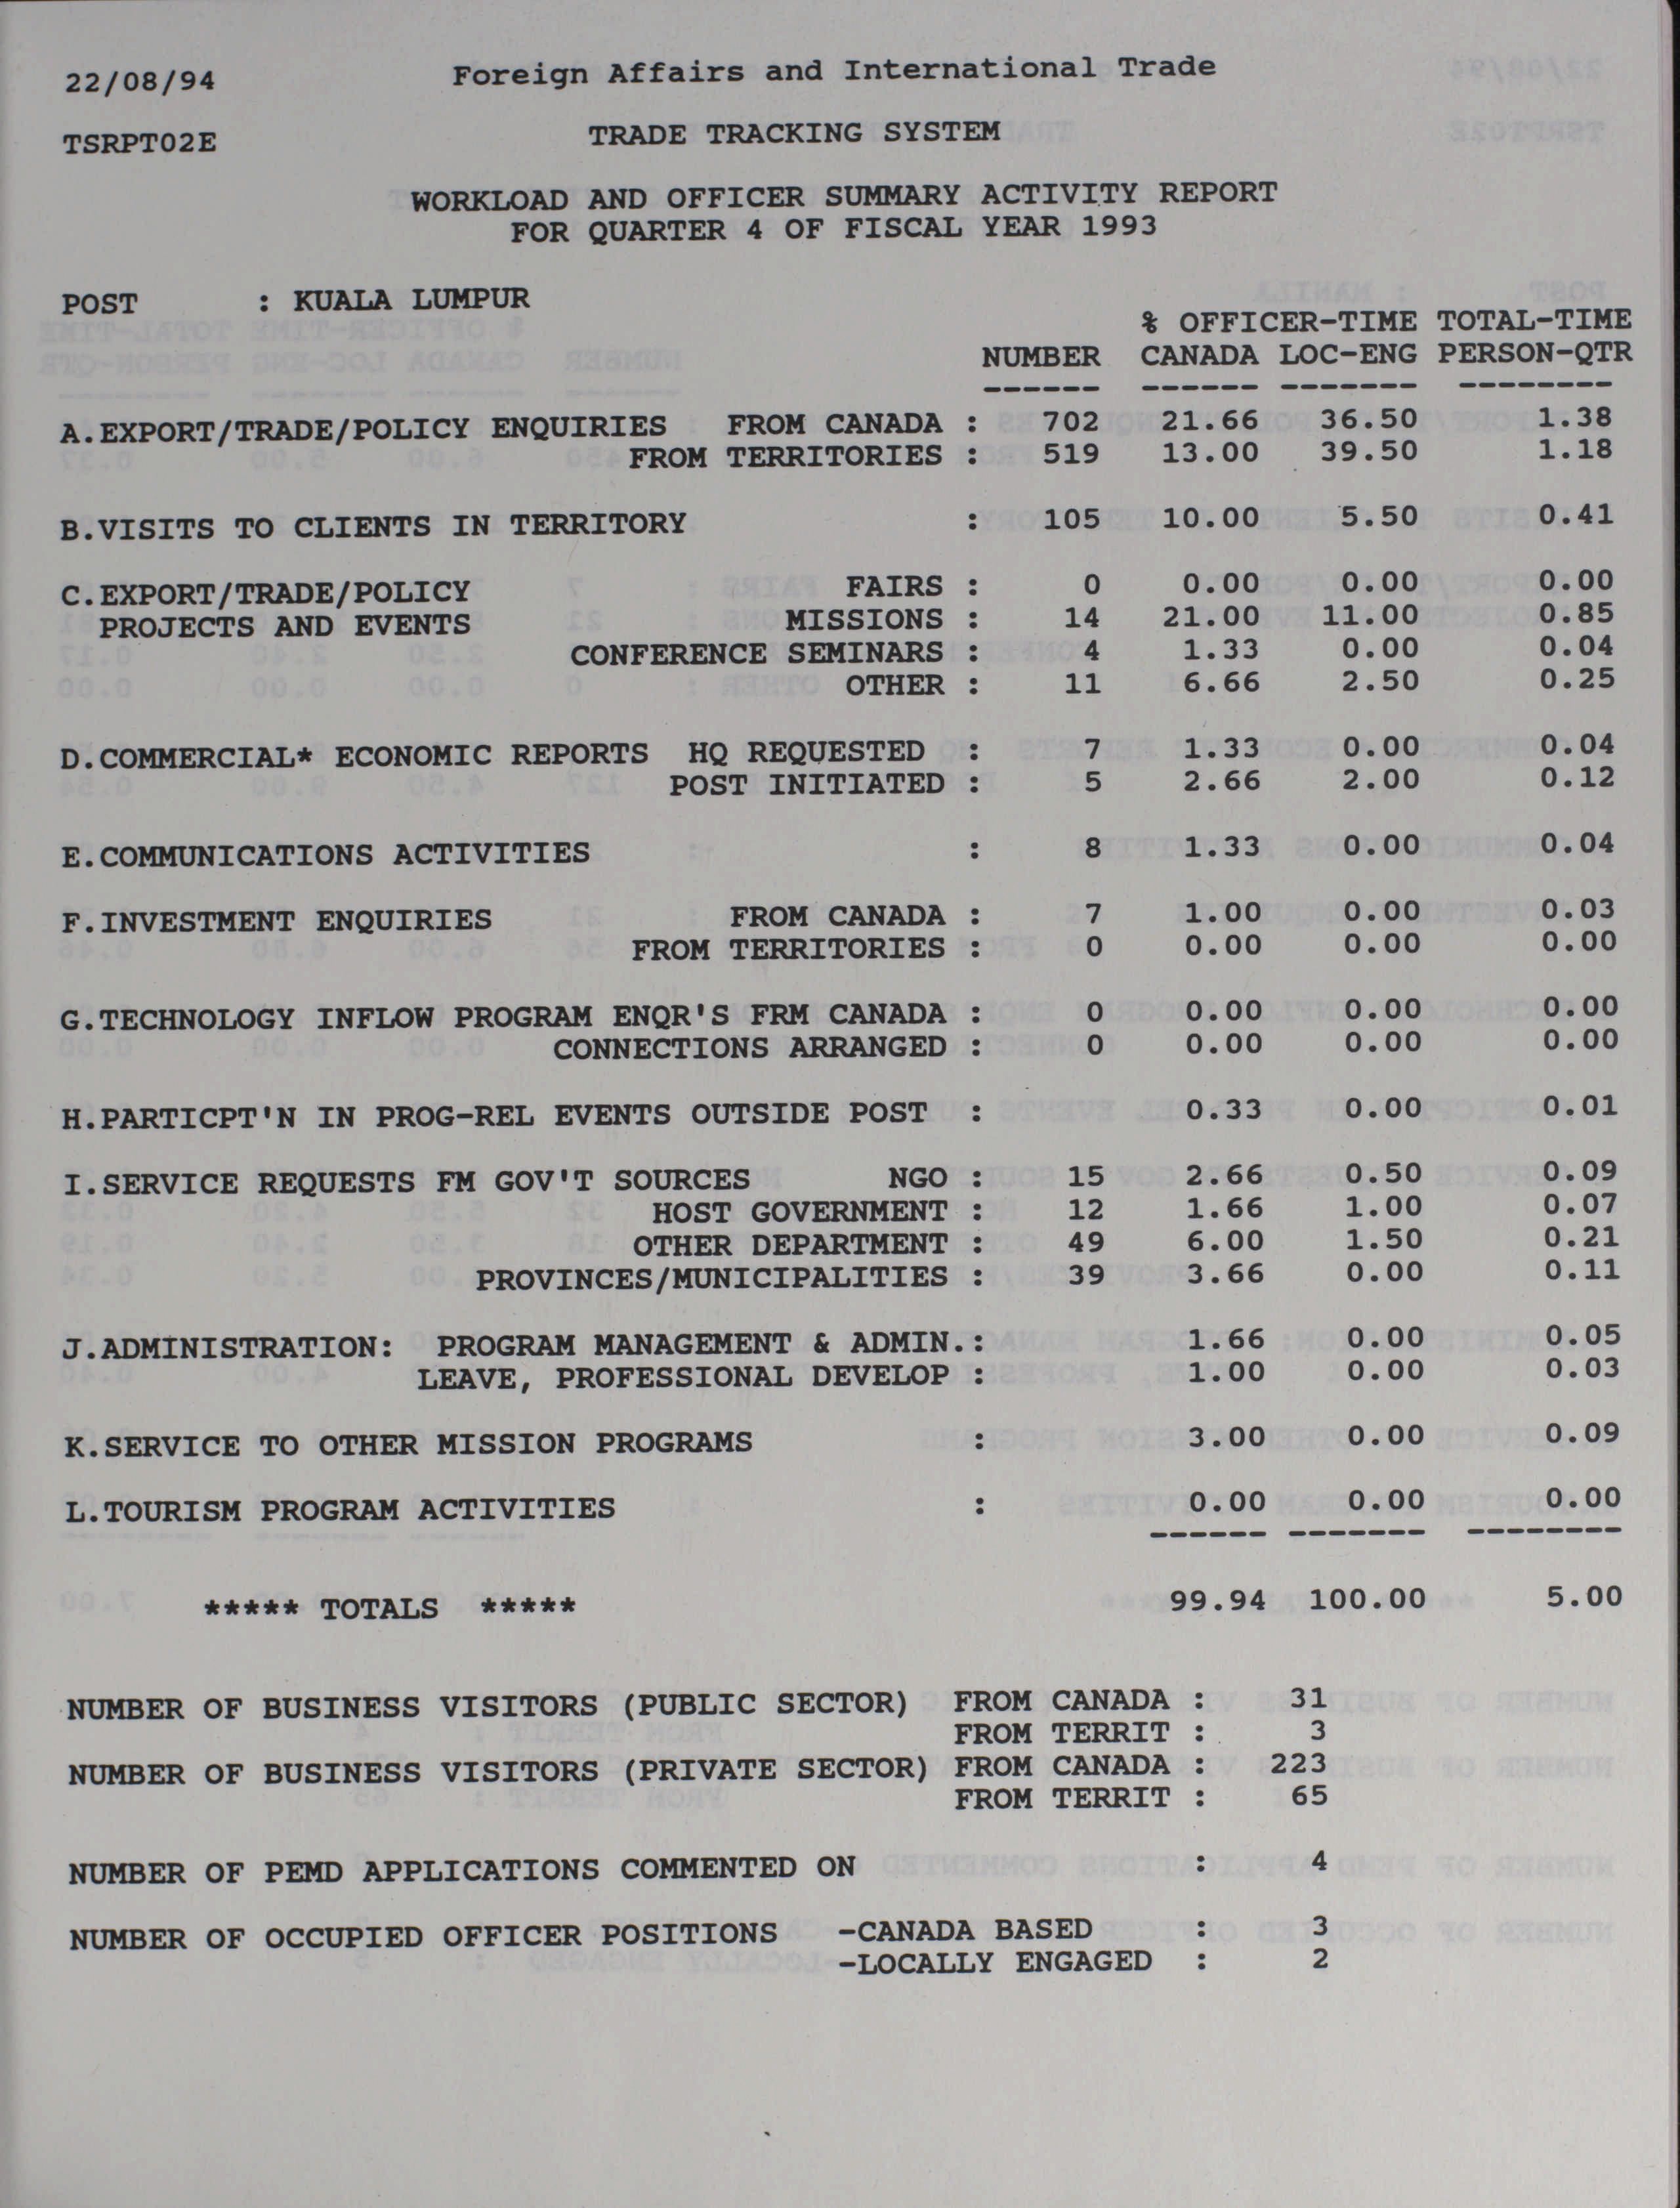 22/08/94 Foreign Affairs and International Trade
TSRPT02E TRADE TRACKING SYSTEM
WORKLOAD AND OFFICER SUMMARY ACTIVITY REPORT
FOR QUARTER 4 OF FISCAL YEAR 1993
POST : KUALA LUMPUR
% OFFICER-TIME TOTAL-TIME
NUMBER CANADA LOC-ENG PERSON-QTR
------ ------ ------- --------
A.EXPORT/TRADE/POLICY ENQUIRIES FROM CANADA : 702 21.66 36.50 1.38
FROM TERRITORIES : 519 13.00 39.50 1.18
B.VISITS TO CLIENTS IN TERRITORY : 105 10.00 5.50 0.41
C.EXPORT/TRADE/POLICY FAIRS : 0 0.00 0.00 0.00
PROJECTS AND EVENTS MISSIONS : 14 21.00 11.00 0.85
CONFERENCE SEMINARS : 4 1.33 0.00 0.04
OTHER : 11 6.66 2.50 0.25
D.COMMERCIAL* ECONOMIC REPORTS HQ REQUESTED : 7 1.33 0.00 0.04
POST INITIATED : 5 2.66 2.00 0.12
E.COMMUNICATIONS ACTIVITIES : 8 1.33 0.00 0.04
F.INVESTMENT ENQUIRIES FROM CANADA : 7 1.00 0.00 0.03
FROM TERRITORIES : 0 0.00 0.00 0.00
G.TECHNOLOGY INFLOW PROGRAM ENQR'S FRM CANADA : 0 0.00 0.00 0.00
CONNECTIONS ARRANGED : 0 0.00 0.00 0.00
H.PARTICPT'N IN PROG-REL EVENTS OUTSIDE POST : 0.33 0.00 0.01
I.SERVICE REQUESTS FM GOV'T SOURCES NGO : 15 2.66 0.50 0.09
HOST GOVERNMENT : 12 1.66 1.00 0.07
OTHER DEPARTMENT : 49 6.00 1.50 0.21
PROVINCES/MUNICIPALITIES : 39 3.66 0.00 0.11
J.ADMINISTRATION: PROGRAM MANAGEMENT & ADMIN.: 1.66 0.00 0.05
LEAVE, PROFESSIONAL DEVELOP : 1.00 0.00 0.03
K.SERVICE TO OTHER MISSION PROGRAMS : 3.00 0.00 0.09
L.TOURISM PROGRAM ACTIVITIES : 0.00 0.00 0.00
------ ------- --------
***** TOTALS ***** 99.94 100.00 5.00
NUMBER OF BUSINESS VISITORS (PUBLIC SECTOR) FROM CANADA : 31
FROM TERRIT : 3
NUMBER OF BUSINESS VISITORS (PRIVATE SECTOR) FROM CANADA : 223
FROM TERRIT : 65
NUMBER OF PEMD APPLICATIONS COMMENTED ON : 4
NUMBER OF OCCUPIED OFFICER POSITIONS -CANADA BASED : 3
-LOCALLY ENGAGED : 2